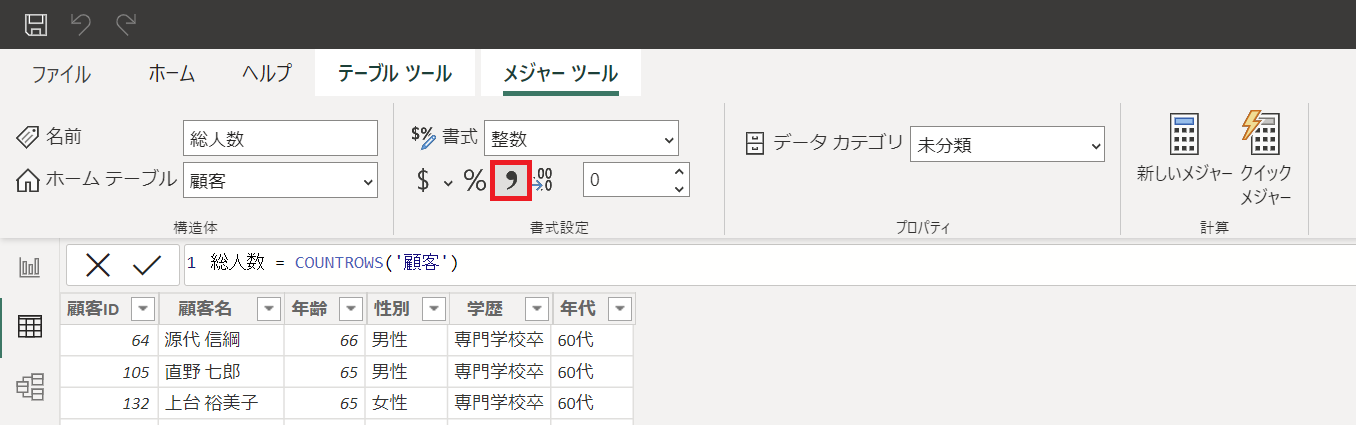 ファイル ホーム ヘルプ テーブル ツール メジャー ツール
名前 総人数
ホーム テーブル 顧客
構造体
$% 書式 整数
$ % , .00 .0 0
書式設定
データ カテゴリ 未分類
プロパティ
新しいメジャー クイック
メジャー
計算
1 総人数 = COUNTROWS('顧客')
顧客ID 顧客名 年齢 性別 学歴 年代
64 源代 信綱 66 男性 専門学校卒 60代
105 直野 七郎 65 男性 専門学校卒 60代
132 上台 裕美子 65 女性 専門学校卒 60代